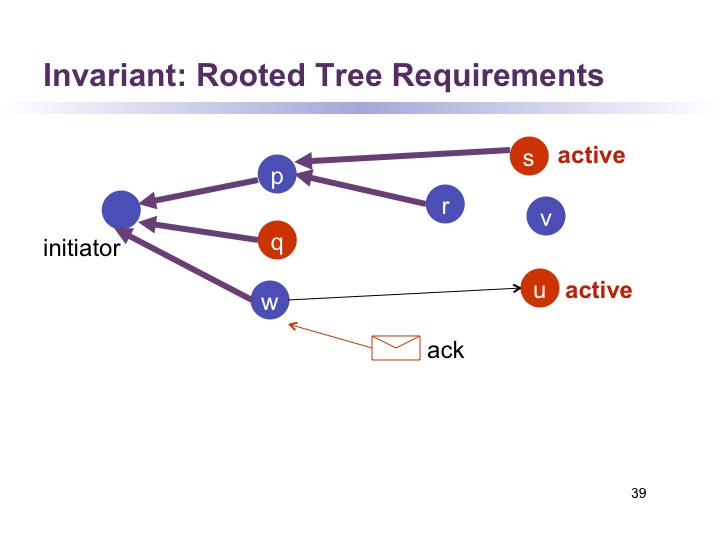 Invariant: Rooted Tree Requirements
s active
p
r
v
initiator
q
w
u active
ack
39